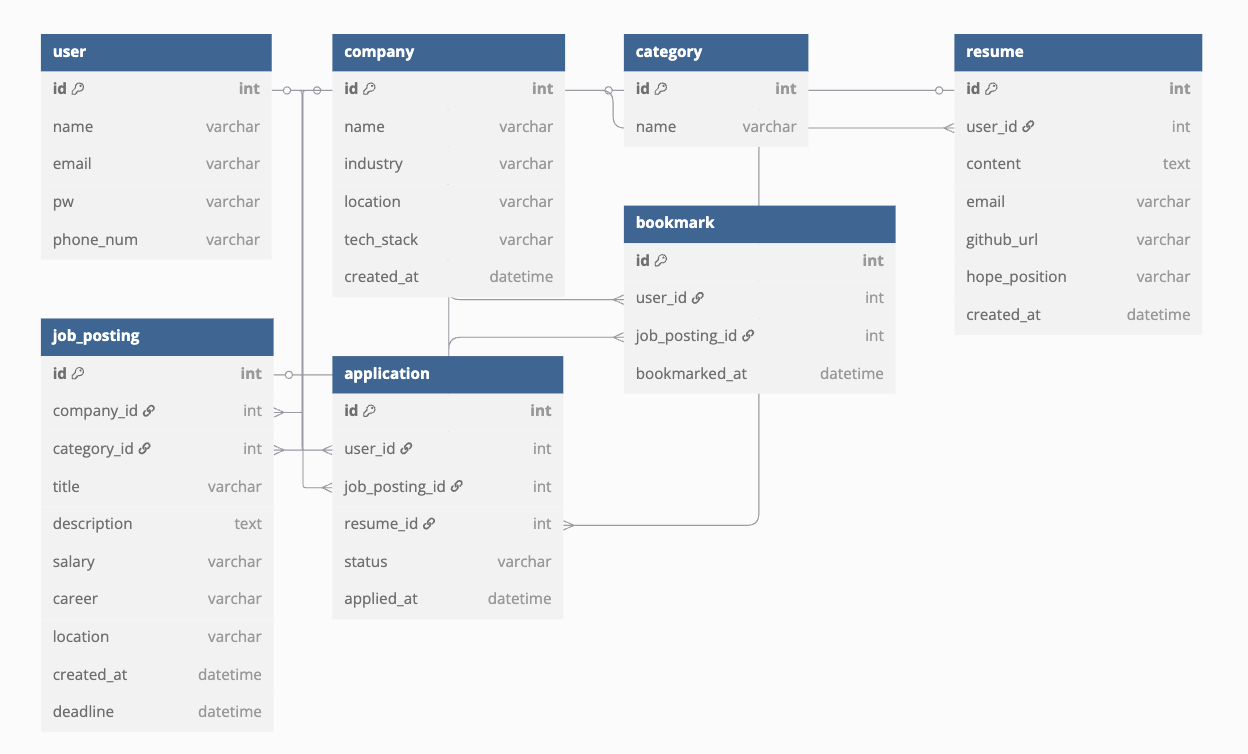 user
id int
name varchar
email varchar
pw varchar
phone_num varchar
company
id int
name varchar
industry varchar
location varchar
tech_stack varchar
created_at datetime
category
id int
name varchar
resume
id int
user_id int
content text
email varchar
github_url varchar
hope_position varchar
created_at datetime
bookmark
id int
user_id int
job_posting_id int
bookmarked_at datetime
job_posting
id int
company_id int
category_id int
title varchar
description text
salary varchar
career varchar
location varchar
created_at datetime
deadline datetime
application
id int
user_id int
job_posting_id int
resume_id int
status varchar
applied_at datetime